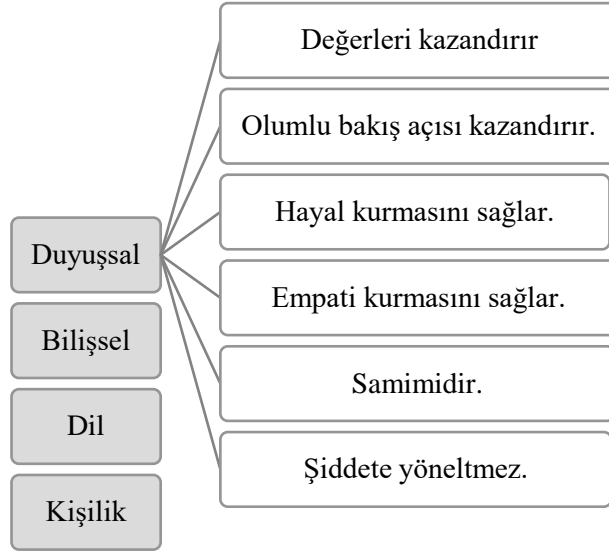 Duyuşsal
Bilişsel
Dil
Kişilik
Değerleri kazandırır
Olumlu bakış açısı kazandırır.
Hayal kurmasını sağlar.
Empati kurmasını sağlar.
Samimidir.
Şiddete yöneltmez.